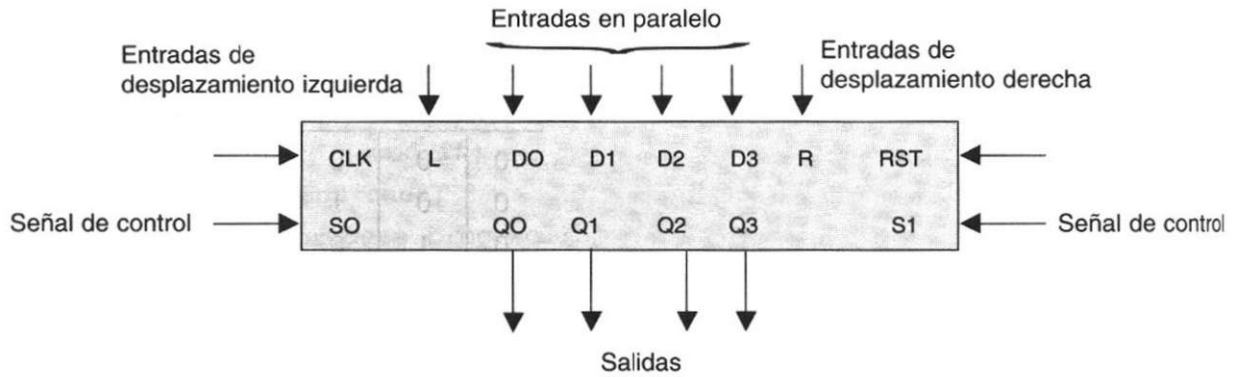 Entradas en paralelo
Entradas de
desplazamiento izquierda
Entradas de
desplazamiento derecha
CLK L DO D1 D2 D3 R RST
Señal de control
SO QO Q1 Q2 Q3 S1
Señal de control
Salidas